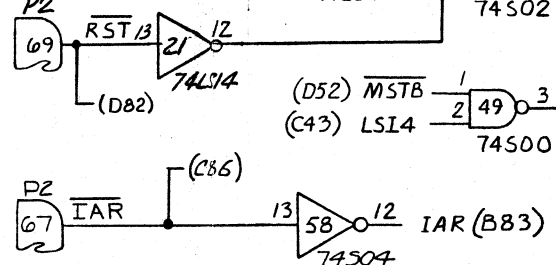 P2
74S02
69 RST 13 21 12
74LS14
(D82)
(D52) MSTB 1
49 3
(C43) LSI4 2
74S00
(C86)
P2
67 IAR 13 58 12 IAR (B83)
74S04